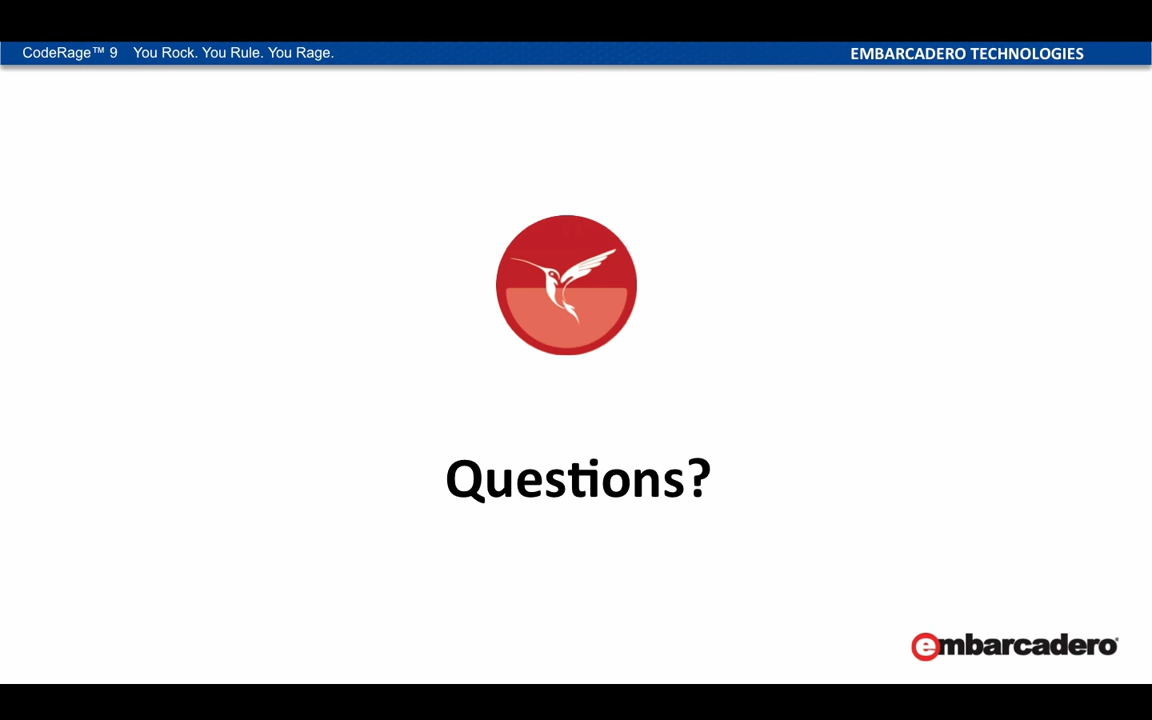 CodeRage™ 9 You Rock. You Rule. You Rage.
EMBARCADERO TECHNOLOGIES
Questions?
embarcadero®